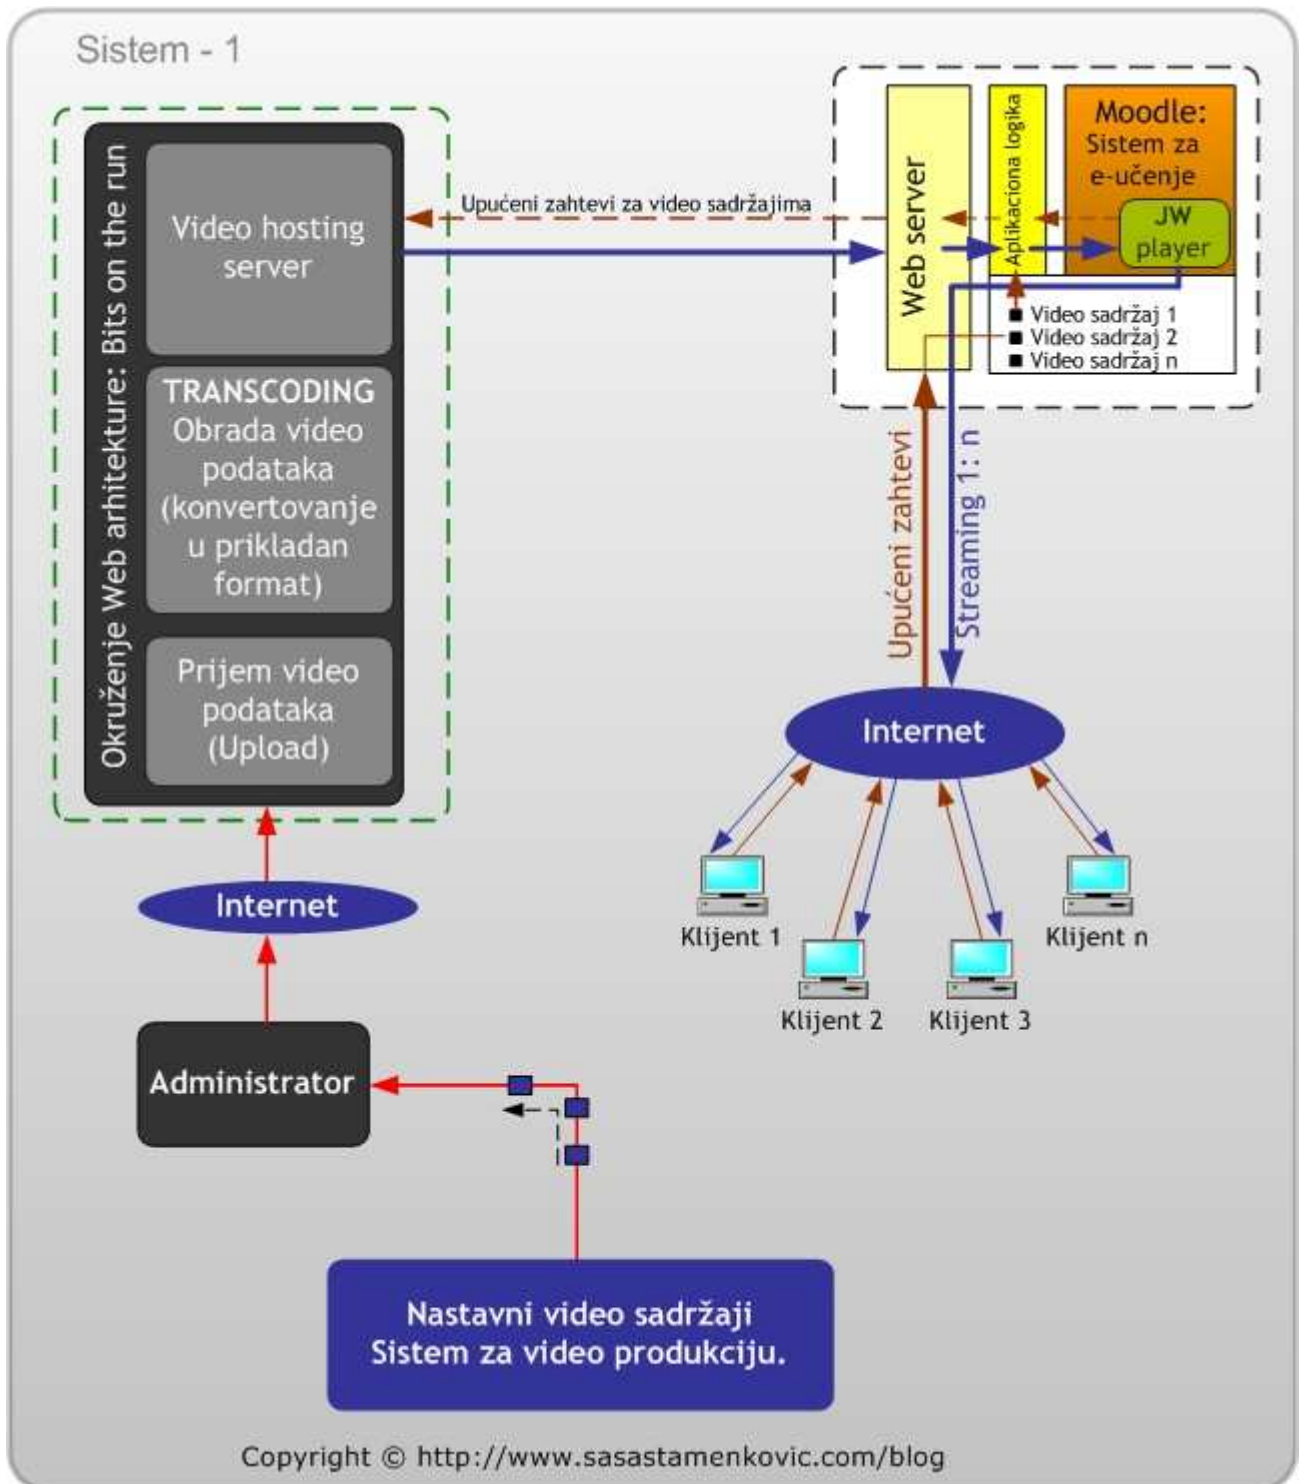 Sistem - 1
Okruženje Web arhitekture: Bits on the run
Video hosting
server
TRANSCODING
Obrada video
podataka
(konvertovanje
u prikladan
format)
Prijem video
podataka
(Upload)
Upućeni zahtevi za video sadržajima
Web server
Aplikaciona logika
Moodle:
Sistem za
e-učenje
JW
player
Video sadržaj 1
Video sadržaj 2
Video sadržaj n
Upućeni zahtevi
Streaming 1: n
Internet
Klijent 1
Klijent 2
Klijent 3
Klijent n
Internet
Administrator
Nastavni video sadržaji
Sistem za video produkciju.
Copyright © http://www.sasastamenkovic.com/blog